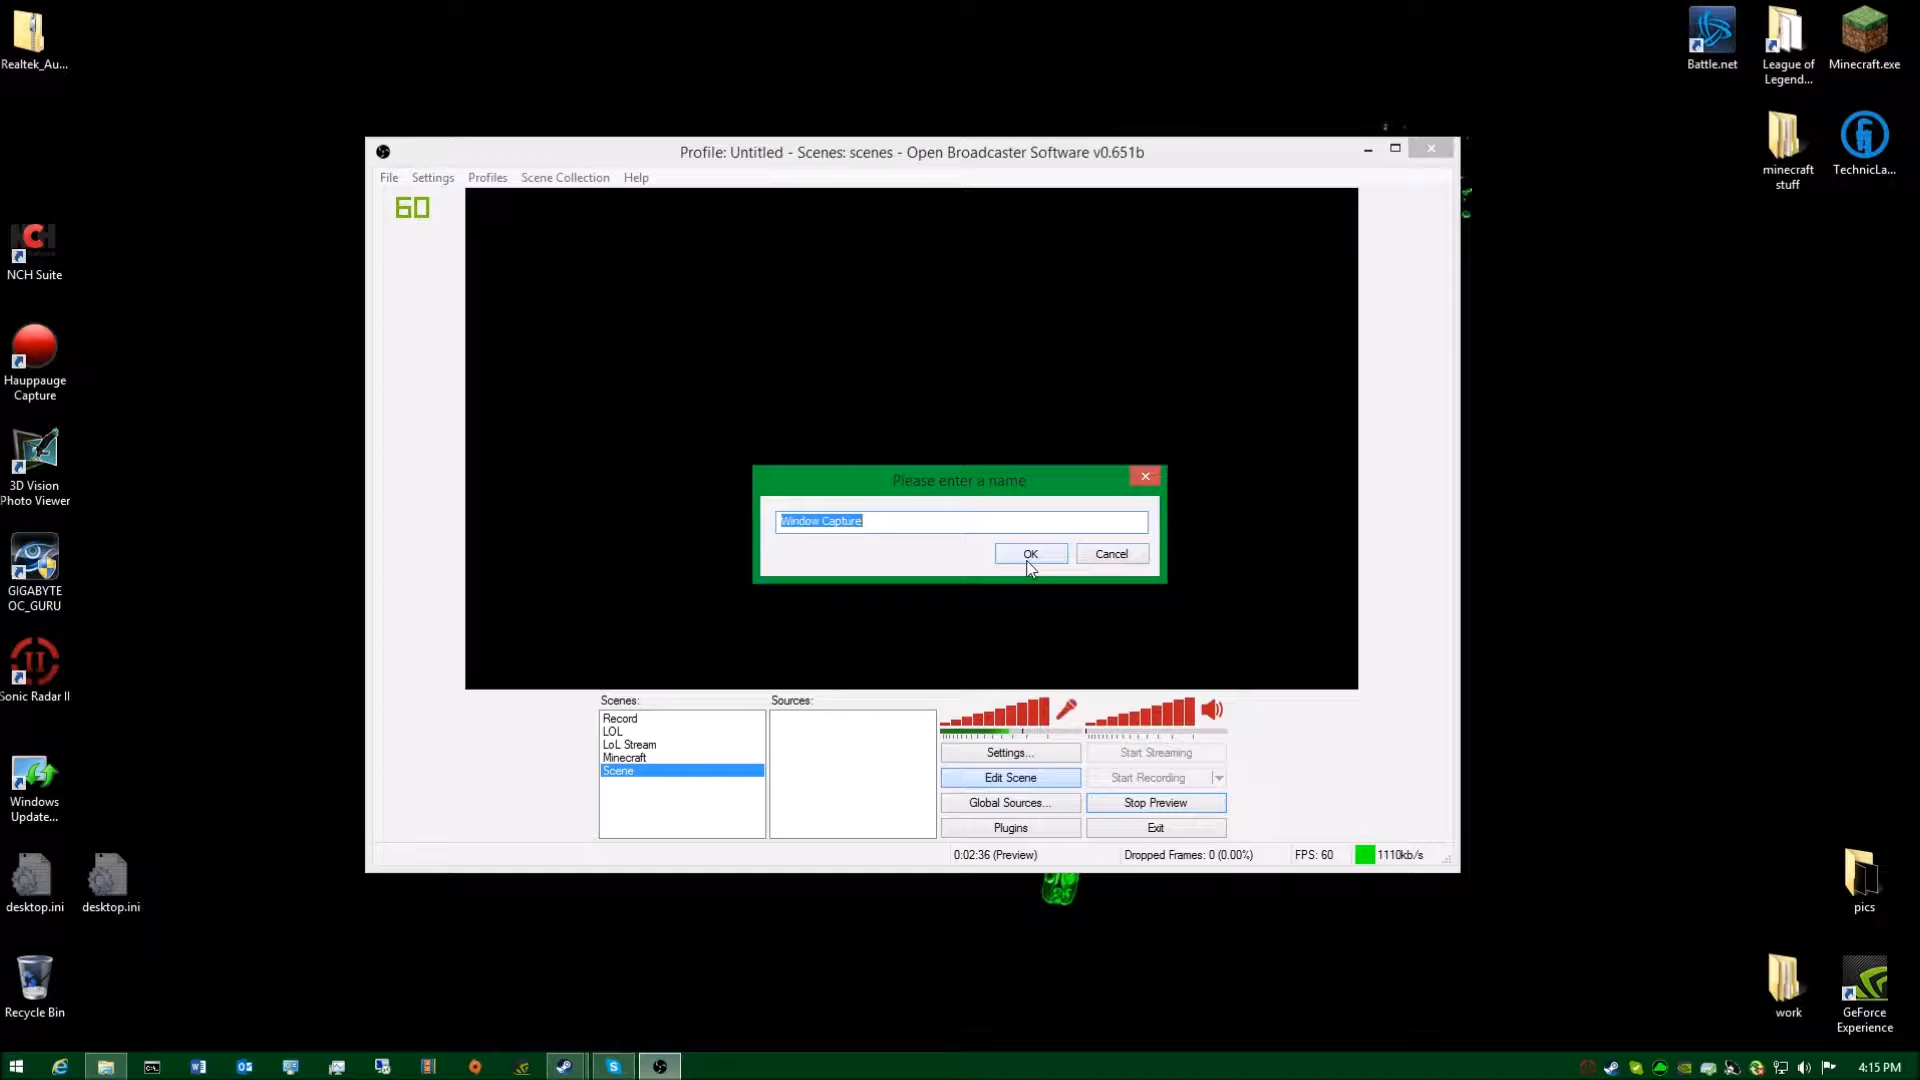 Realtek_Au...
Battle.net
League of
Legend...
Minecraft.exe
minecraft
stuff
TechnicLa...
Profile: Untitled - Scenes: scenes - Open Broadcaster Software v0.651b
File Settings Profiles Scene Collection Help
60
NCH Suite
Hauppauge
Capture
3D Vision
Photo Viewer
GIGABYTE
OC_GURU
Sonic Radar II
Windows
Update...
desktop.ini
desktop.ini
Recycle Bin
Please enter a name
Window Capture
OK
Cancel
Scenes:
Sources:
Record
LOL
LoL Stream
Minecraft
Scene
Settings...
Start Streaming
Edit Scene
Start Recording
Global Sources...
Stop Preview
Plugins
Exit
0:02:36 (Preview)
Dropped Frames: 0 (0.00%)
FPS: 60
1110kb/s
pics
work
GeForce
Experience
4:15 PM